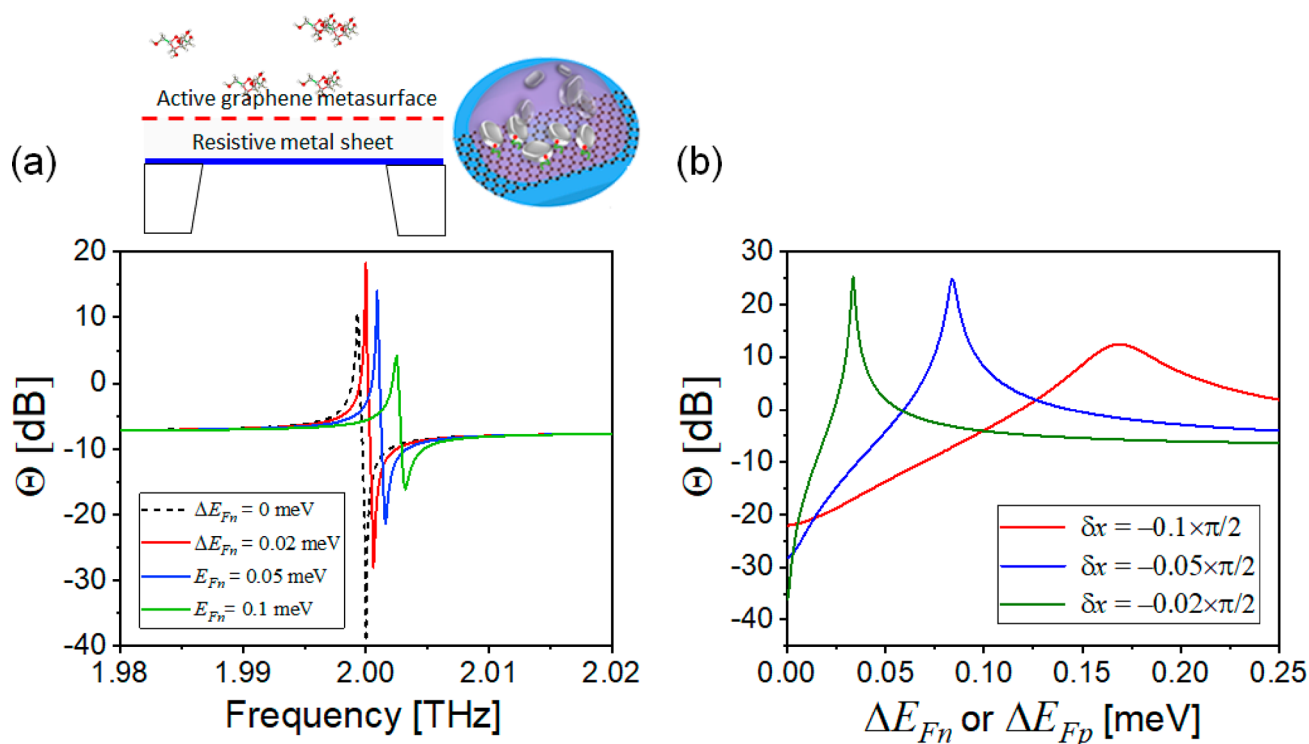 Active graphene metasurface
Resistive metal sheet
(a)
(b)
20
10
0
-10
-20
-30
-40
Θ [dB]
ΔE_Fn = 0 meV
ΔE_Fn = 0.02 meV
E_Fn = 0.05 meV
E_Fn = 0.1 meV
1.98 1.99 2.00 2.01 2.02
Frequency [THz]
30
20
10
0
-10
-20
-30
-40
Θ [dB]
δx = –0.1×π/2
δx = –0.05×π/2
δx = –0.02×π/2
0.00 0.05 0.10 0.15 0.20 0.25
ΔE_Fn or ΔE_Fp [meV]